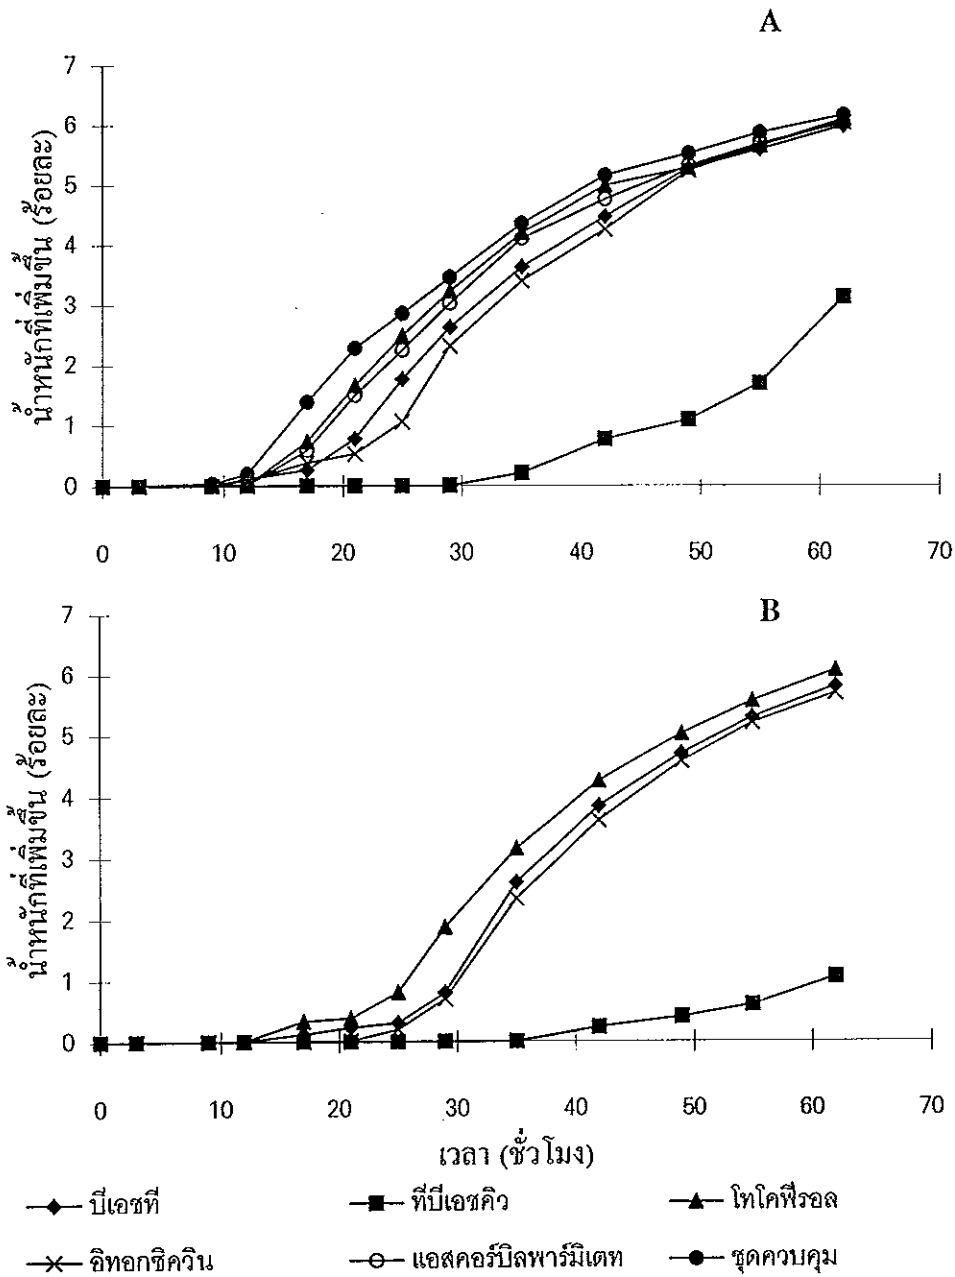 A
น้ำหนักที่เพิ่มขึ้น (ร้อยละ)
7
6
5
4
3
2
1
0
0 10 20 30 40 50 60 70
B
น้ำหนักที่เพิ่มขึ้น (ร้อยละ)
7
6
5
4
3
2
1
0
0 10 20 30 40 50 60 70
เวลา (ชั่วโมง)
บีเอชที ทีบีเอชคิว โทโคฟีรอล
อิทอกซิควิน แอสคอร์บิลพาร์มิเตท ชุดควบคุม